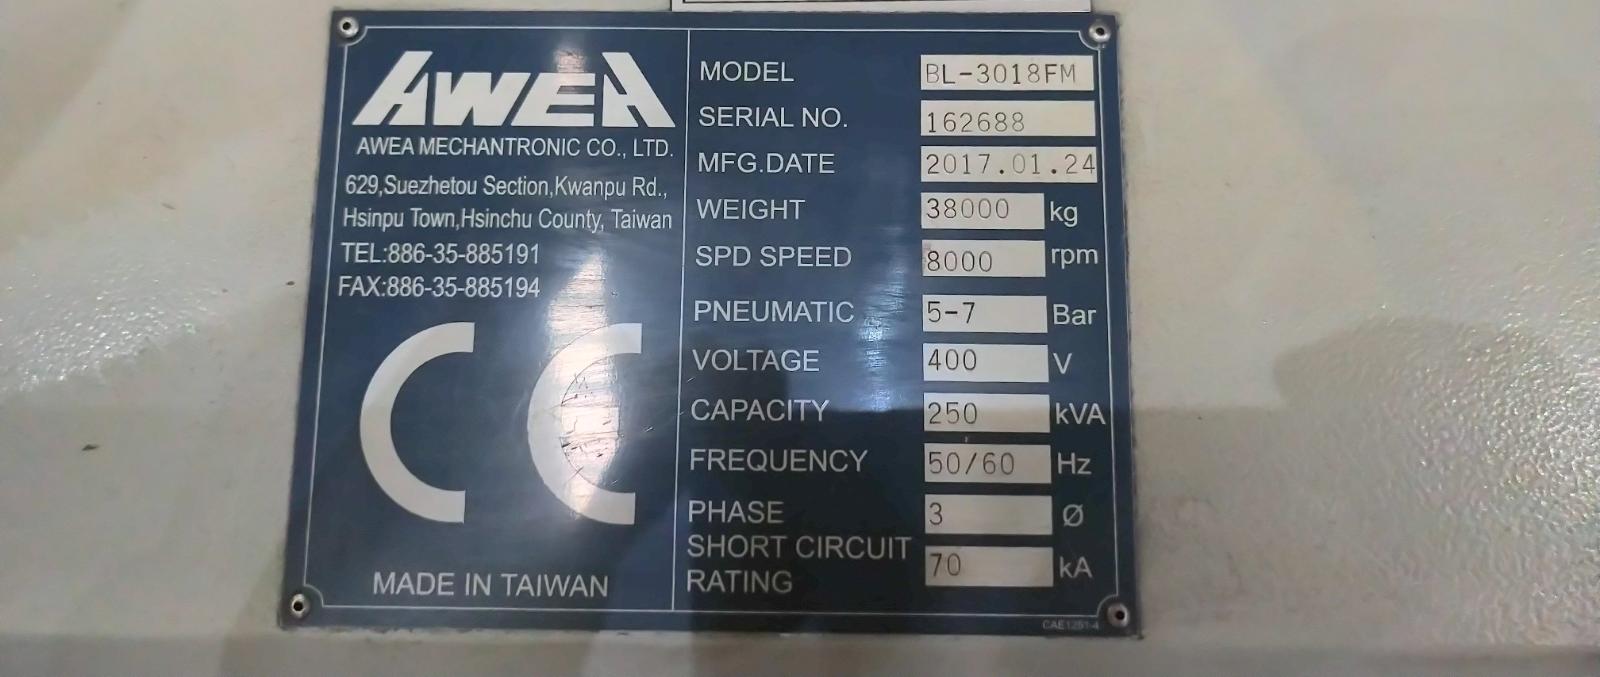 AWEA
AWEA MECHANTRONIC CO., LTD.
629,Suezhetou Section,Kwanpu Rd.,
Hsinpu Town,Hsinchu County, Taiwan
TEL:886-35-885191
FAX:886-35-885194
CE
MADE IN TAIWAN
MODEL BL-3018FM
SERIAL NO. 162688
MFG.DATE 2017.01.24
WEIGHT 38000 kg
SPD SPEED 8000 rpm
PNEUMATIC 5-7 Bar
VOLTAGE 400 V
CAPACITY 250 kVA
FREQUENCY 50/60 Hz
PHASE 3 Ø
SHORT CIRCUIT
RATING 70 kA
CAE1251-4